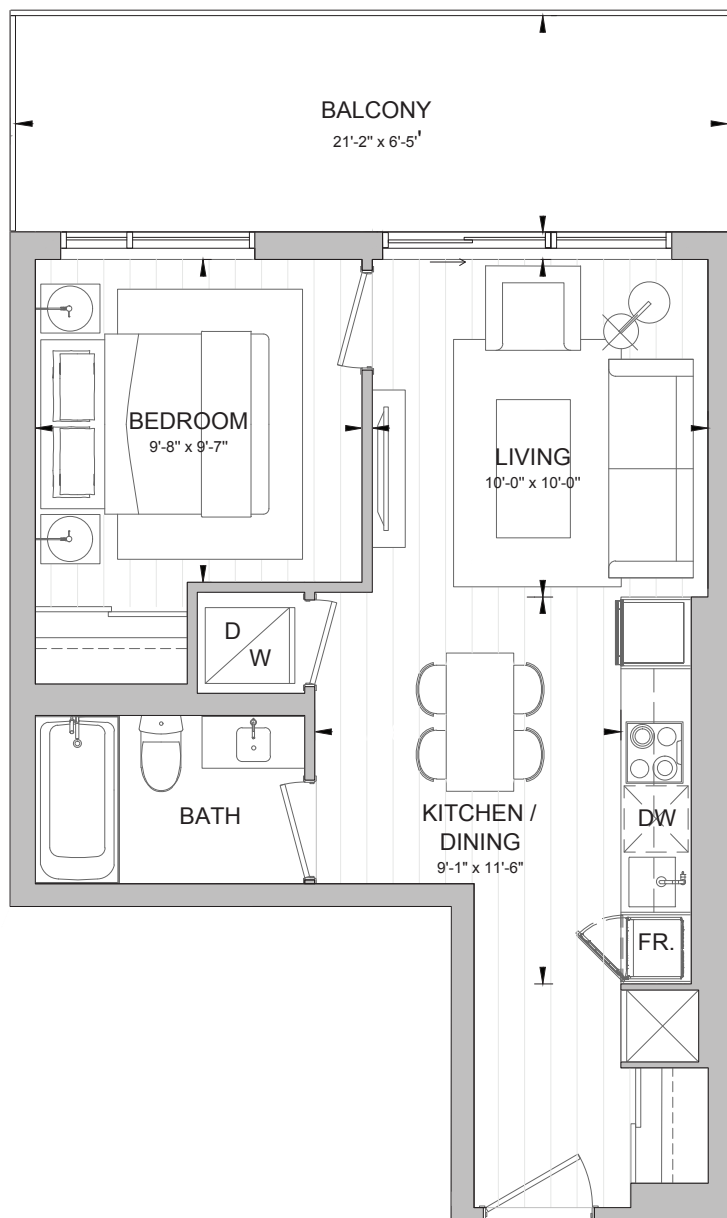 BALCONY
21'-2" x 6'-5'
BEDROOM
9'-8" x 9'-7"
LIVING
10'-0" x 10'-0"
D
W
BATH
KITCHEN /
DINING
9'-1" x 11'-6"
DW
FR.